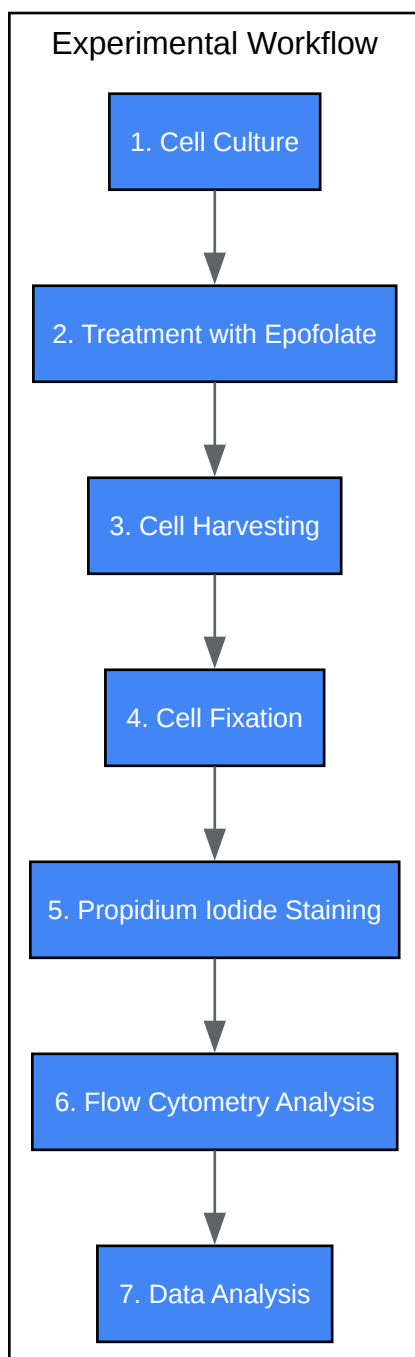 Experimental Workflow
1. Cell Culture
2. Treatment with Epofolate
3. Cell Harvesting
4. Cell Fixation
5. Propidium Iodide Staining
6. Flow Cytometry Analysis
7. Data Analysis